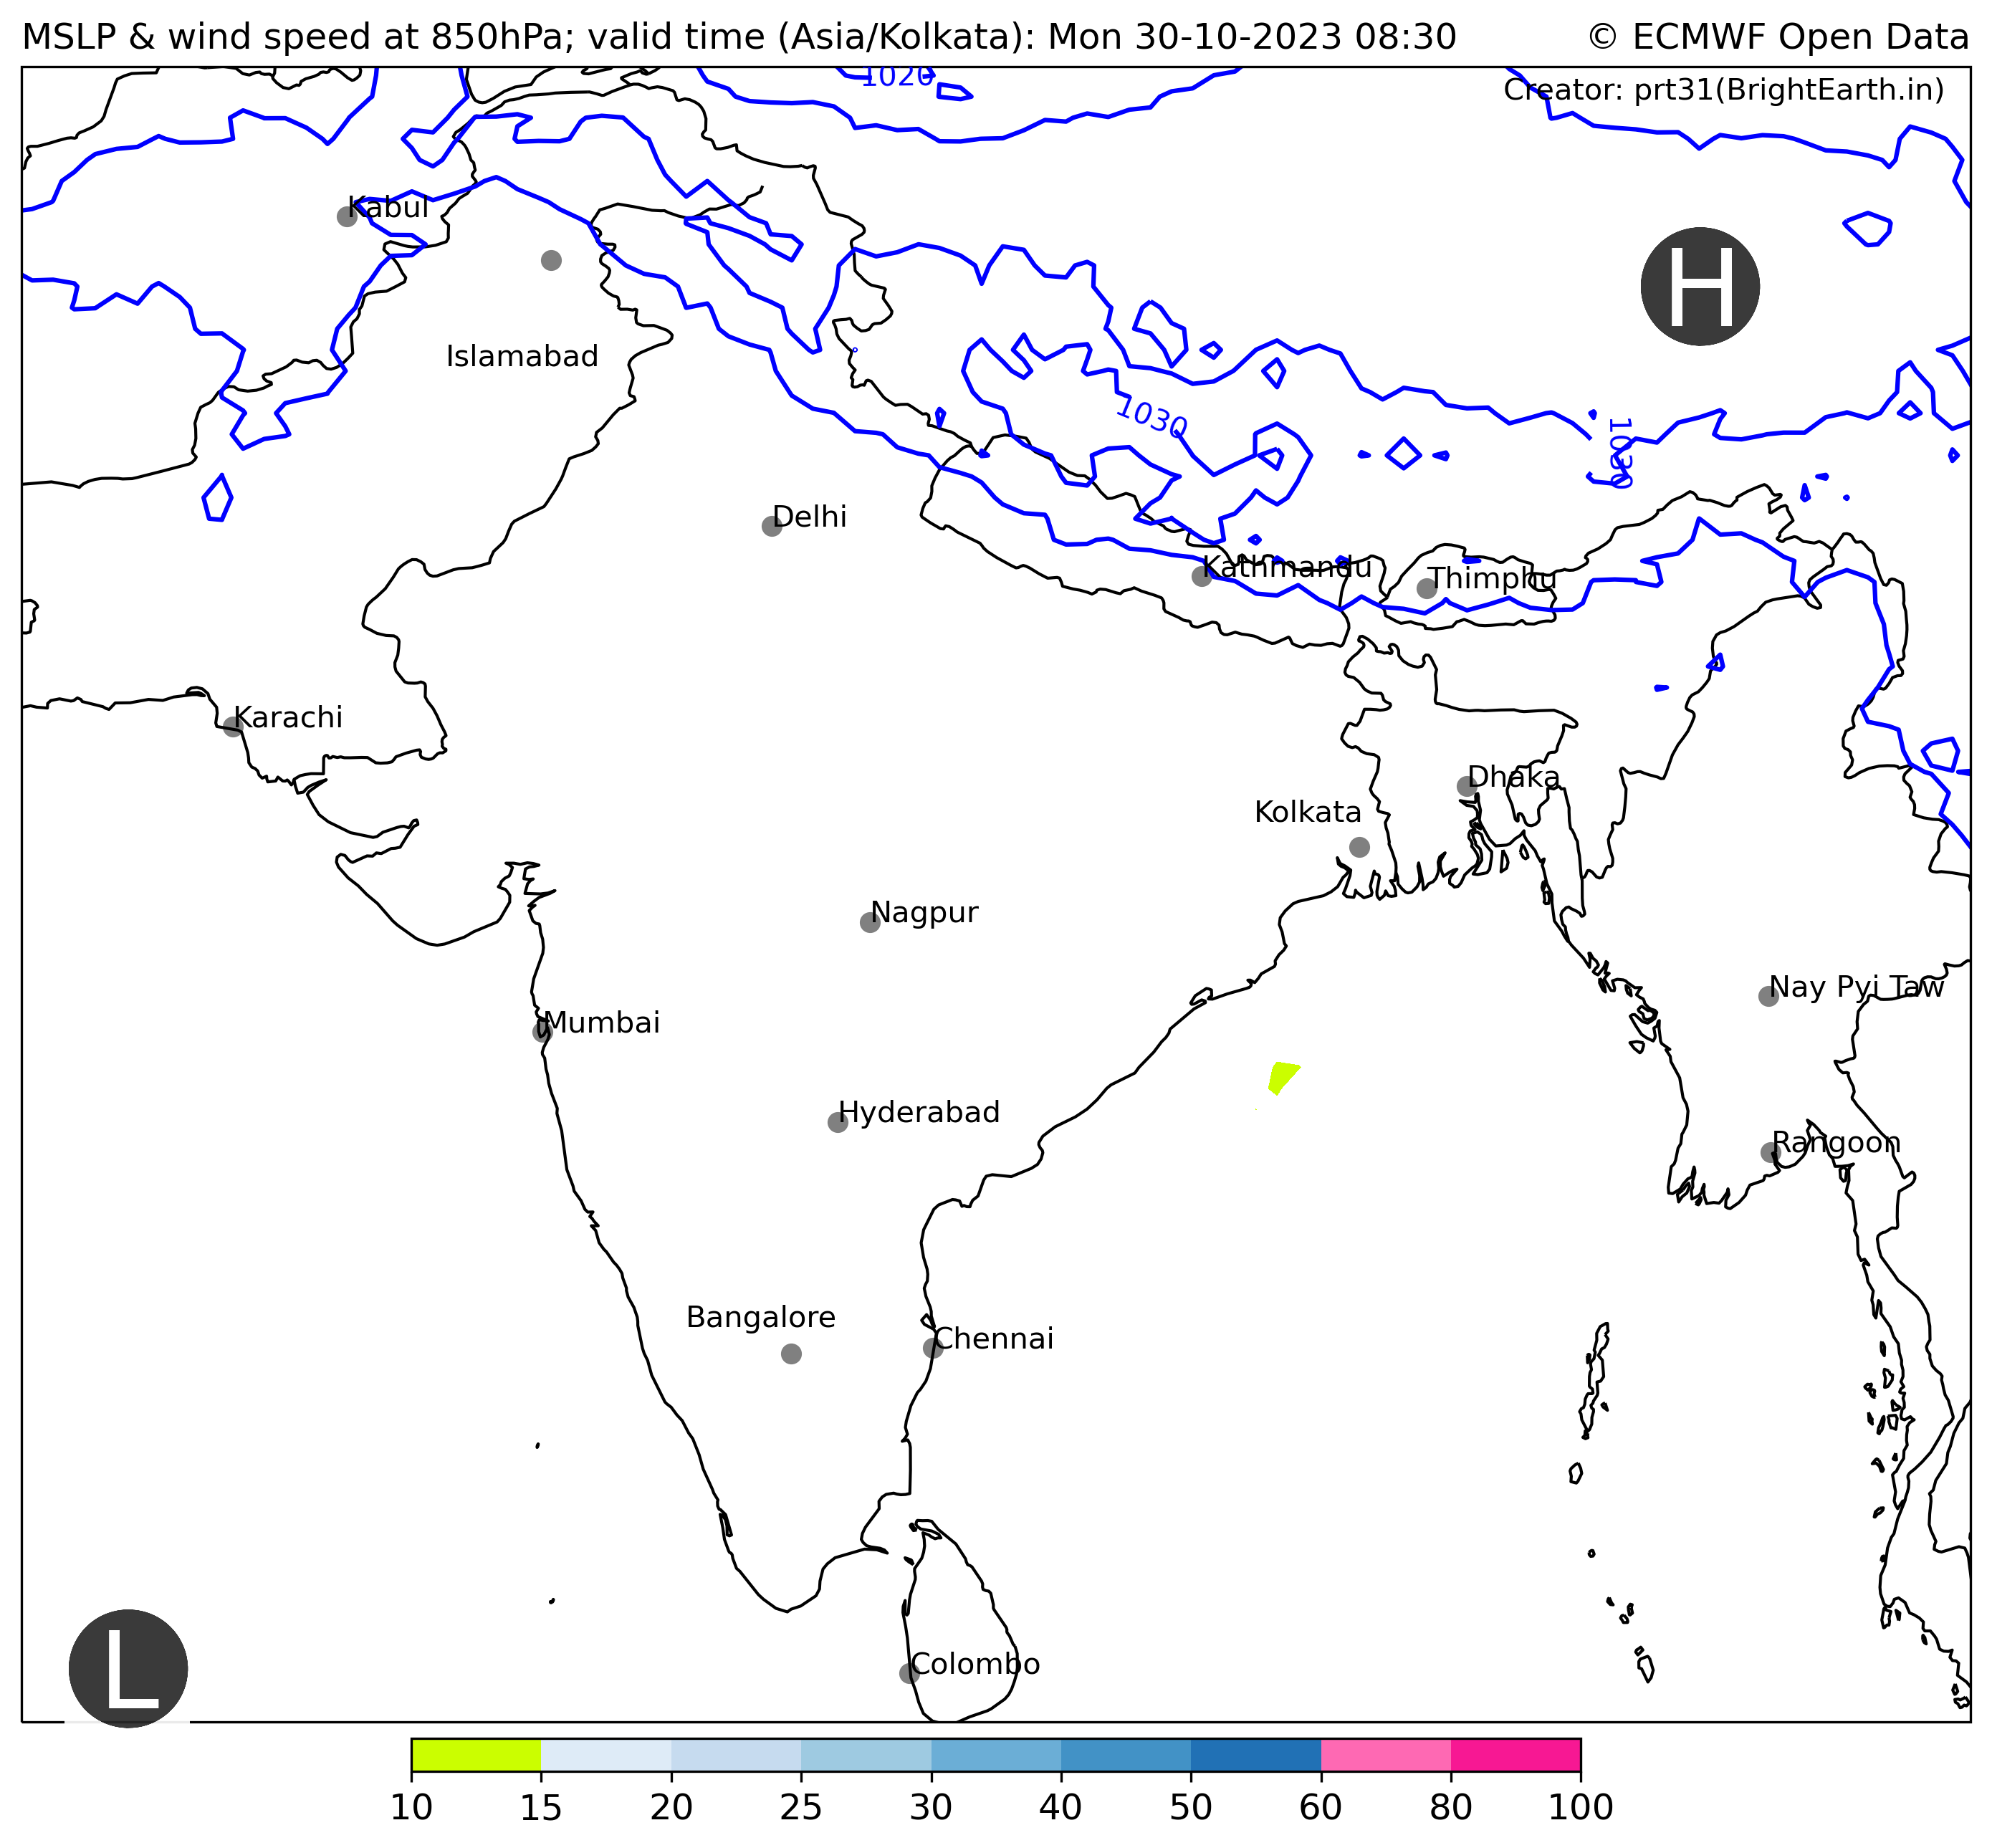 MSLP & wind speed at 850hPa; valid time (Asia/Kolkata): Mon 30-10-2023 08:30 © ECMWF Open Data
1020
Creator: prt31(BrightEarth.in)
Kabul
H
Islamabad
1030
1030
Delhi
Kathmandu
Thimphu
Karachi
Dhaka
Kolkata
Nagpur
Nay Pyi Taw
Mumbai
Hyderabad
Rangoon
Bangalore
Chennai
Colombo
L
10 15 20 25 30 40 50 60 80 100